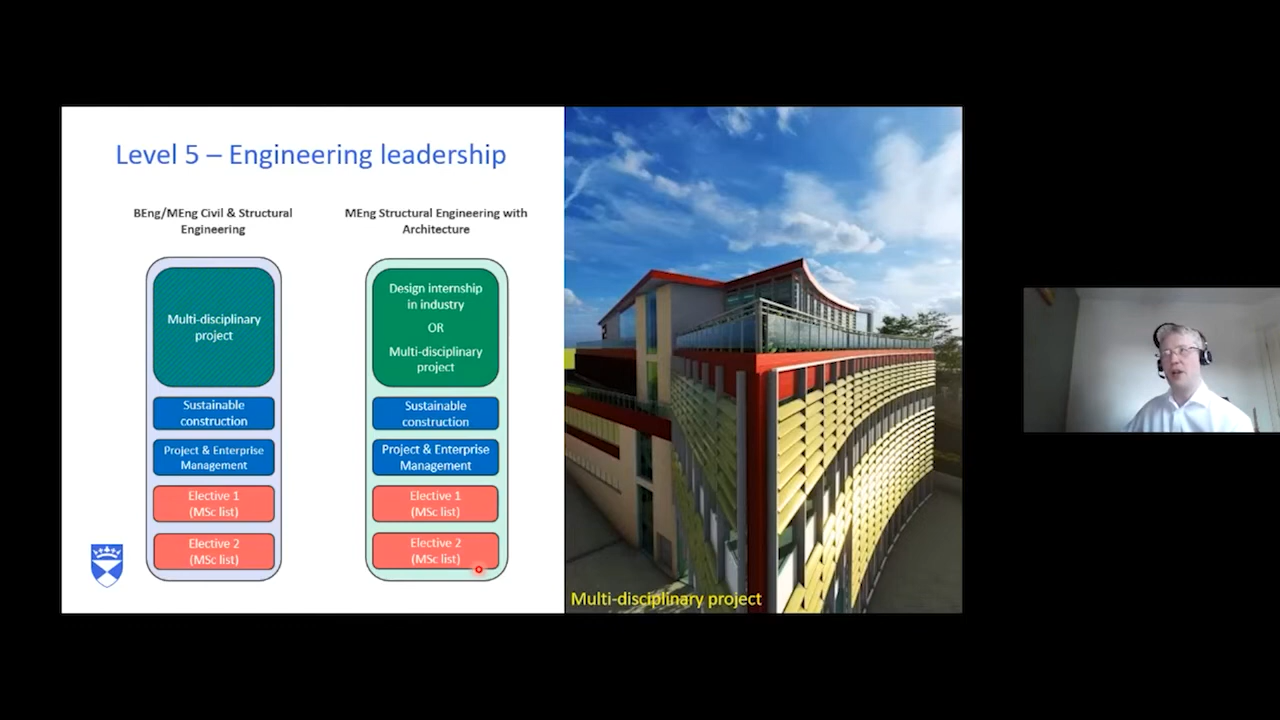 Level 5 – Engineering leadership
BEng/MEng Civil & Structural
Engineering
Multi-disciplinary
project
Sustainable
construction
Project & Enterprise
Management
Elective 1
(MSc list)
Elective 2
(MSc list)
MEng Structural Engineering with
Architecture
Design internship
in industry
OR
Multi-disciplinary
project
Sustainable
construction
Project & Enterprise
Management
Elective 1
(MSc list)
Elective 2
(MSc list)
Multi-disciplinary project